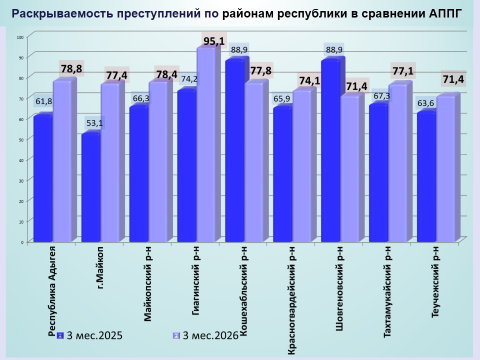 Раскрываемость преступлений по районам республики в сравнении АППГ
100
90
80
70
60
50
40
30
20
10
0
61,8
78,8
53,1
77,4
66,3
78,4
74,2
95,1
88,9
77,8
65,9
74,1
88,9
71,4
67,3
77,1
63,6
71,4
Республика Адыгея
г.Майкоп
Майкопский р-н
Гиагинский р-н
Кошехабльский р-н
Красногвардейский р-н
Шовгеновский р-н
Тахтамукайский р-н
Теучежский р-н
3 мес.2025
3 мес.2026